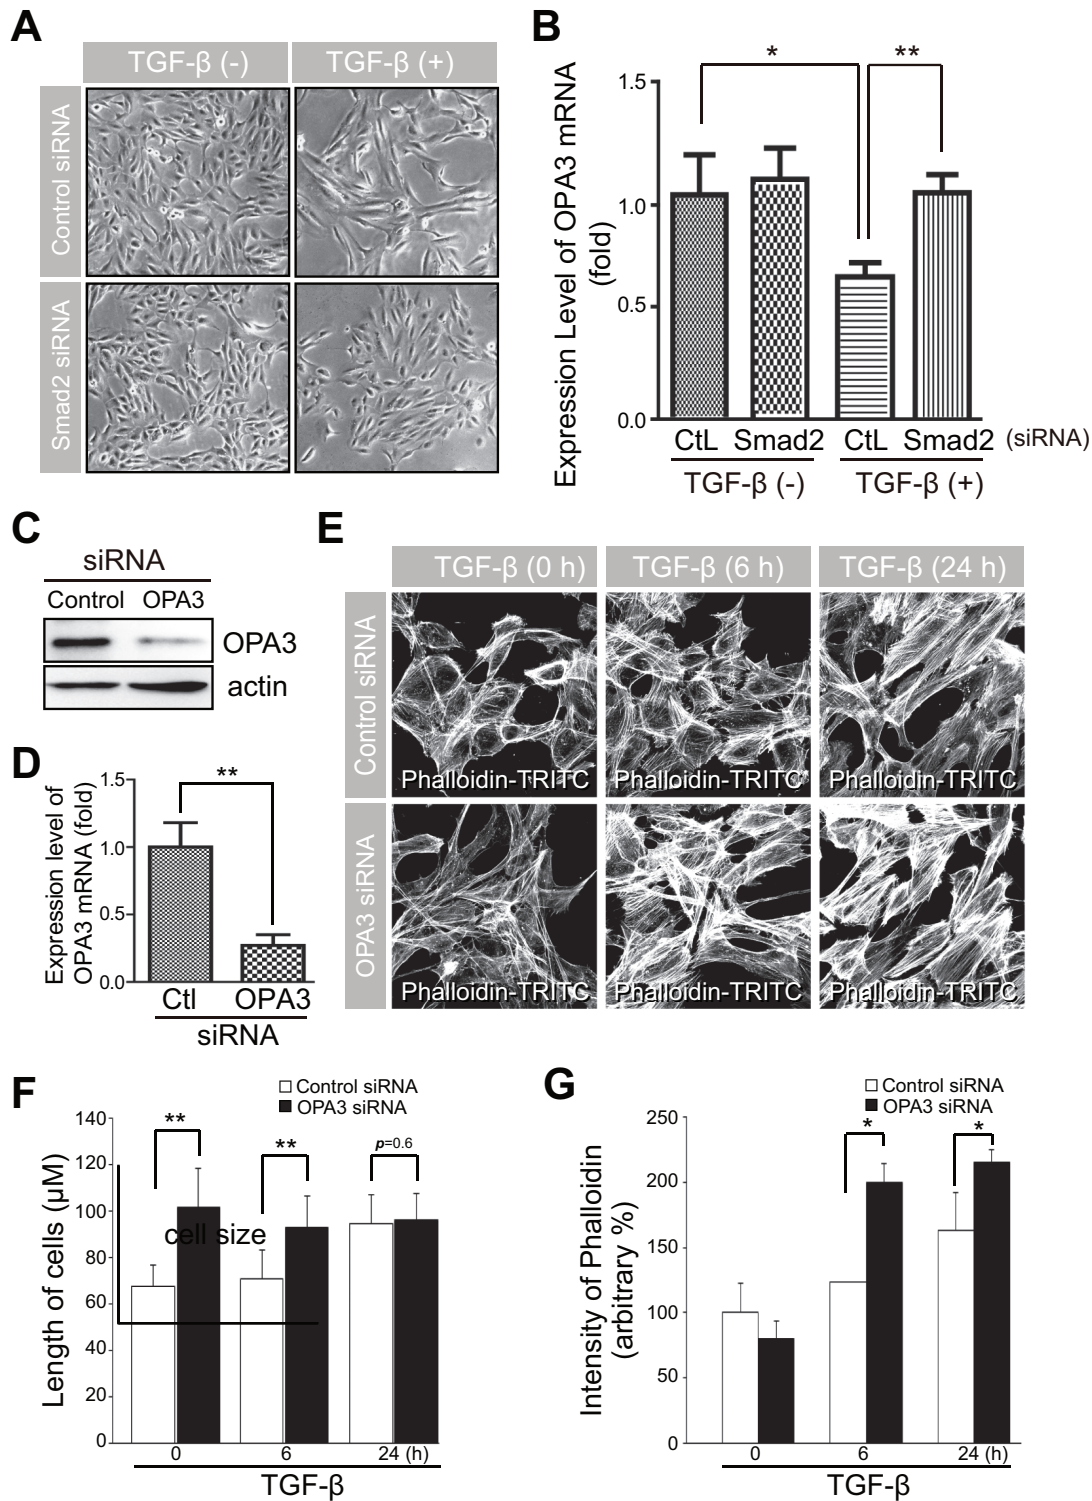 A
TGF-β (-)
TGF-β (+)
Control siRNA
Smad2 siRNA
B
Expression Level of OPA3 mRNA
(fold)
* **
1.5
1.0
0.5
0.0
CtL Smad2 CtL Smad2 (siRNA)
TGF-β (-) TGF-β (+)
C
siRNA
Control OPA3
OPA3
actin
D
Expression level of
OPA3 mRNA (fold)
**
1.5
1.0
0.5
0.0
Ctl OPA3
siRNA
E
TGF-β (0 h) TGF-β (6 h) TGF-β (24 h)
Control siRNA
Phalloidin-TRITC Phalloidin-TRITC Phalloidin-TRITC
OPA3 siRNA
Phalloidin-TRITC Phalloidin-TRITC Phalloidin-TRITC
F
Control siRNA
OPA3 siRNA
Length of cells (μM)
140
120
100
80
60
40
20
0
** ** p=0.6
cell size
0 6 24 (h)
TGF-β
G
Control siRNA
OPA3 siRNA
Intensity of Phalloidin
(arbitrary %)
250
200
150
100
50
0
* *
0 6 24 (h)
TGF-β